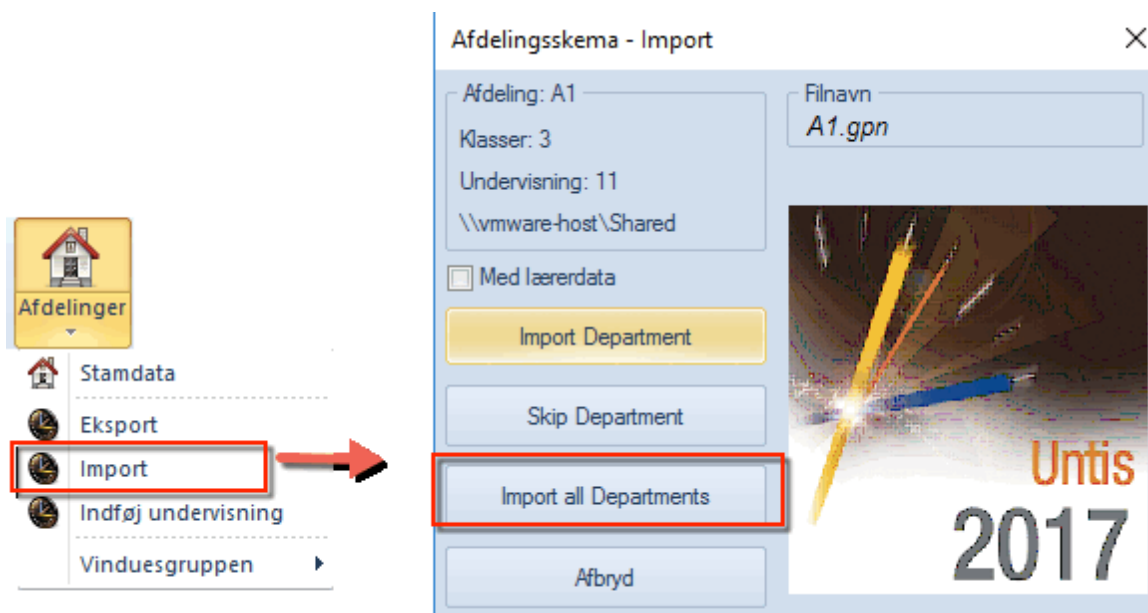 Afdelinger
Stamdata
Eksport
Import
Indføj undervisning
Vinduesgruppen
Afdelingsskema - Import
Afdeling: A1
Klasser: 3
Undervisning: 11
\\vmware-host\Shared
Filnavn
A1.gpn
Med lærerdata
Import Department
Skip Department
Import all Departments
Afbryd
Untis
2017